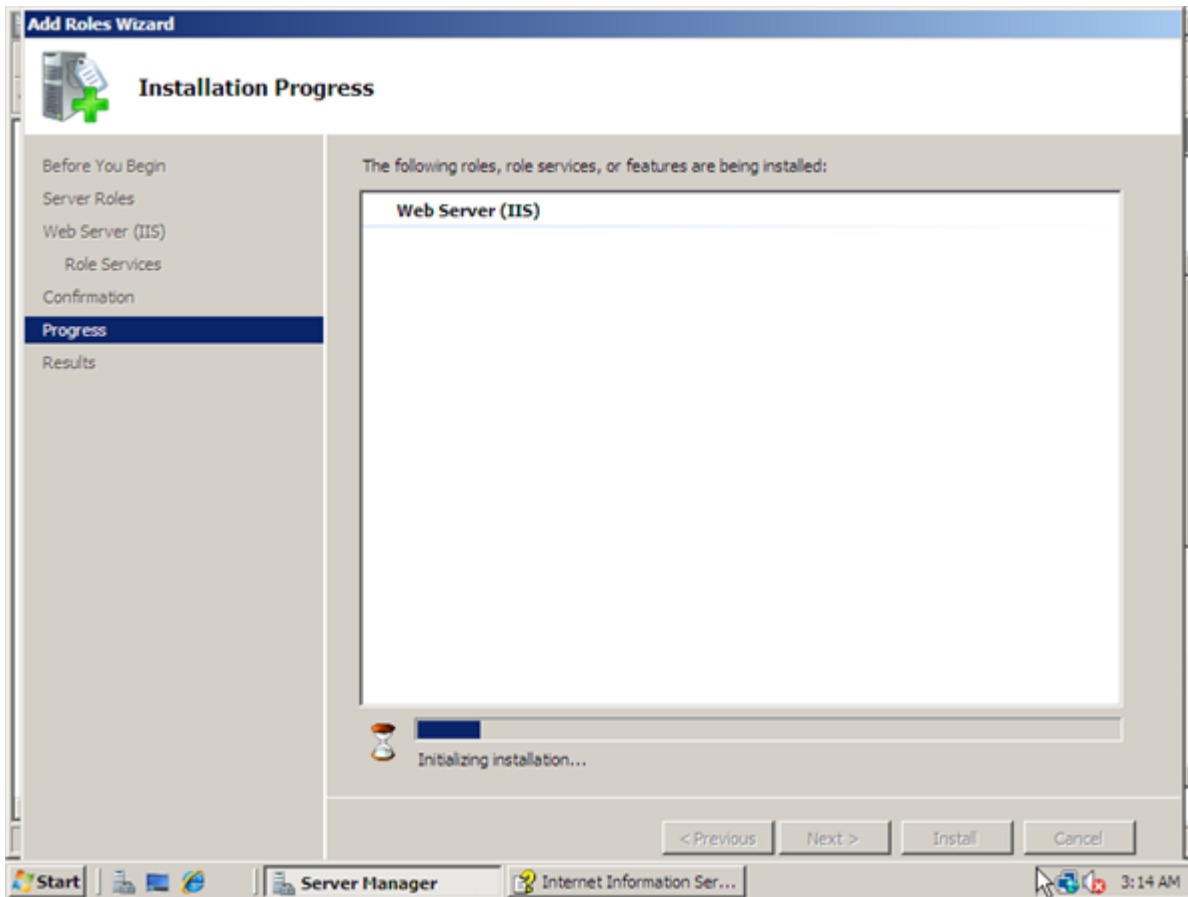 Add Roles Wizard
Installation Progress
Before You Begin
Server Roles
Web Server (IIS)
Role Services
Confirmation
Progress
Results
The following roles, role services, or features are being installed:
Web Server (IIS)
Initializing installation...
< Previous
Next >
Install
Cancel
Start
Server Manager
Internet Information Ser...
3:14 AM